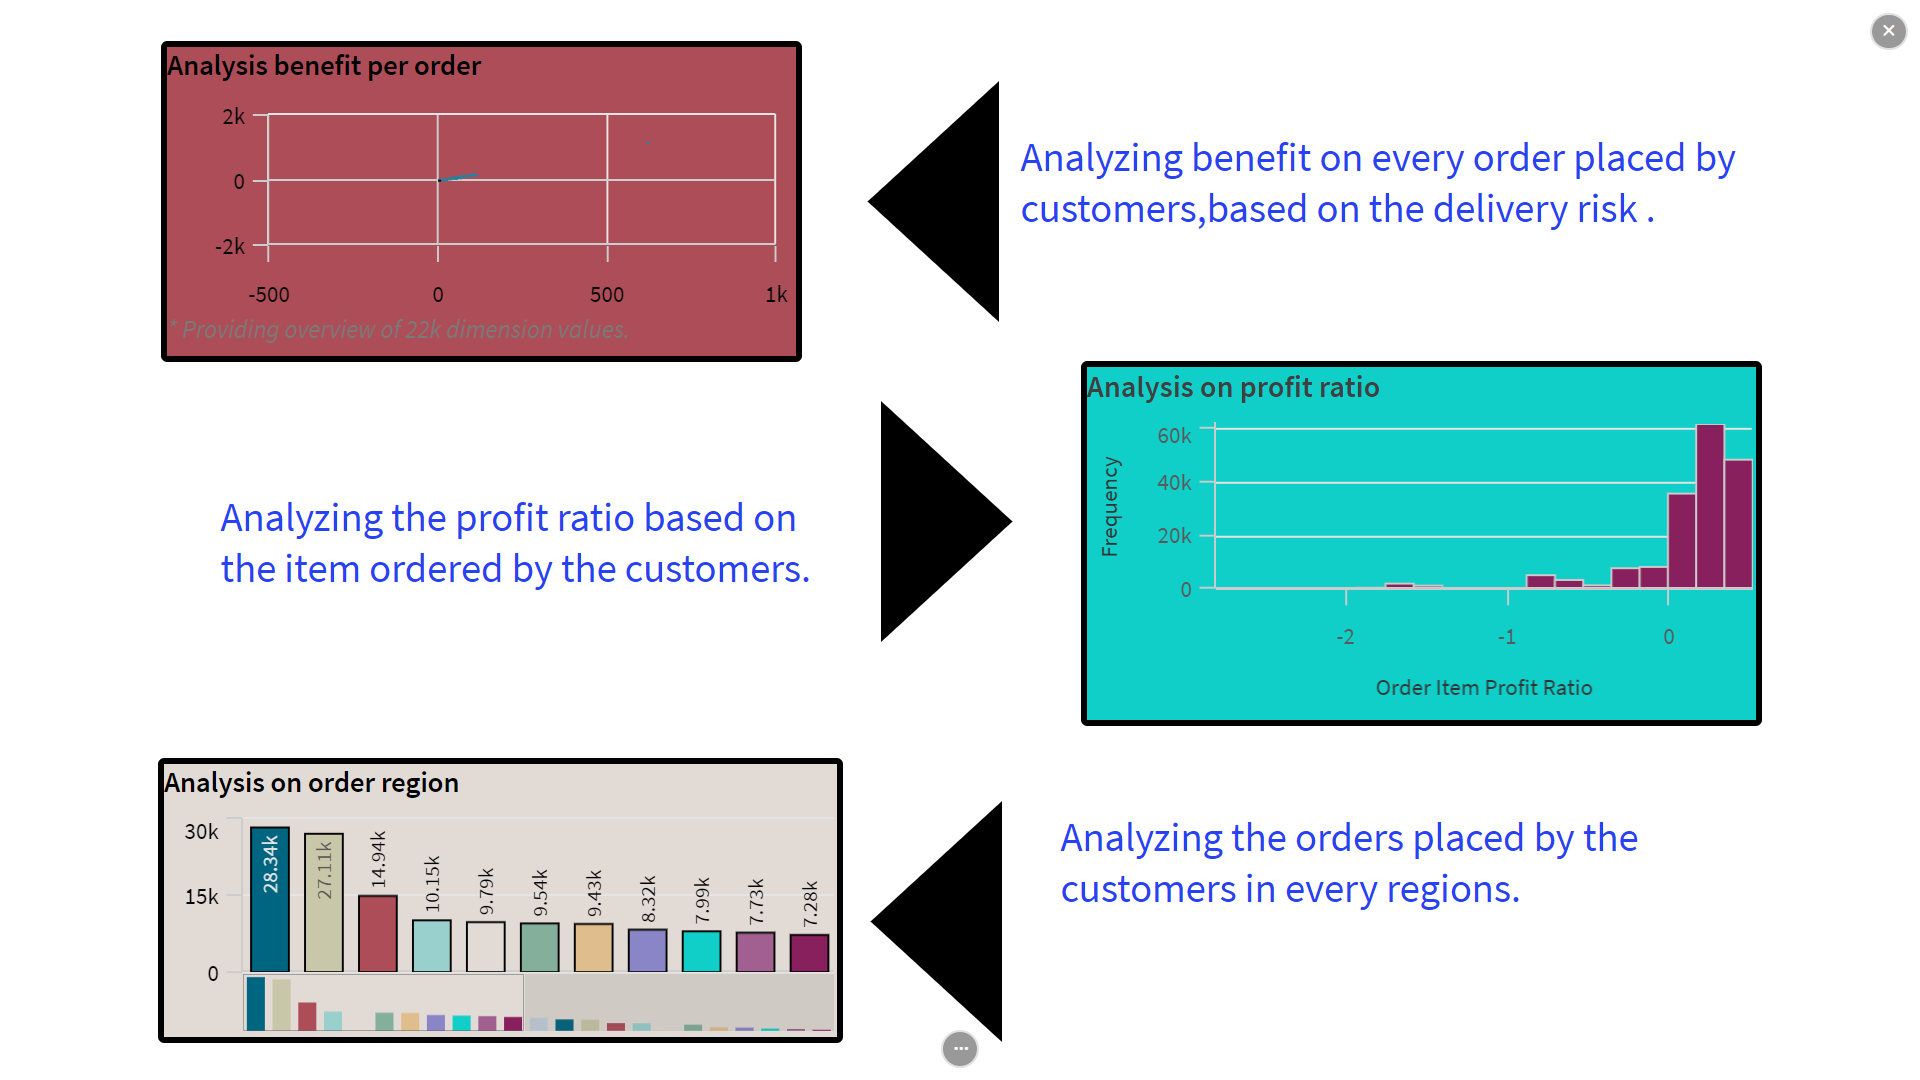 Analysis benefit per order
2k
0
-2k
-500 0 500 1k
* Providing overview of 22k dimension values.
Analyzing benefit on every order placed by
customers,based on the delivery risk .
Analyzing the profit ratio based on
the item ordered by the customers.
Analysis on profit ratio
Frequency
60k
40k
20k
0
-2 -1 0
Order Item Profit Ratio
Analysis on order region
30k
15k
0
28.34k 27.11k 14.94k 10.15k 9.79k 9.54k 9.43k 8.32k 7.99k 7.73k 7.28k
Analyzing the orders placed by the
customers in every regions.